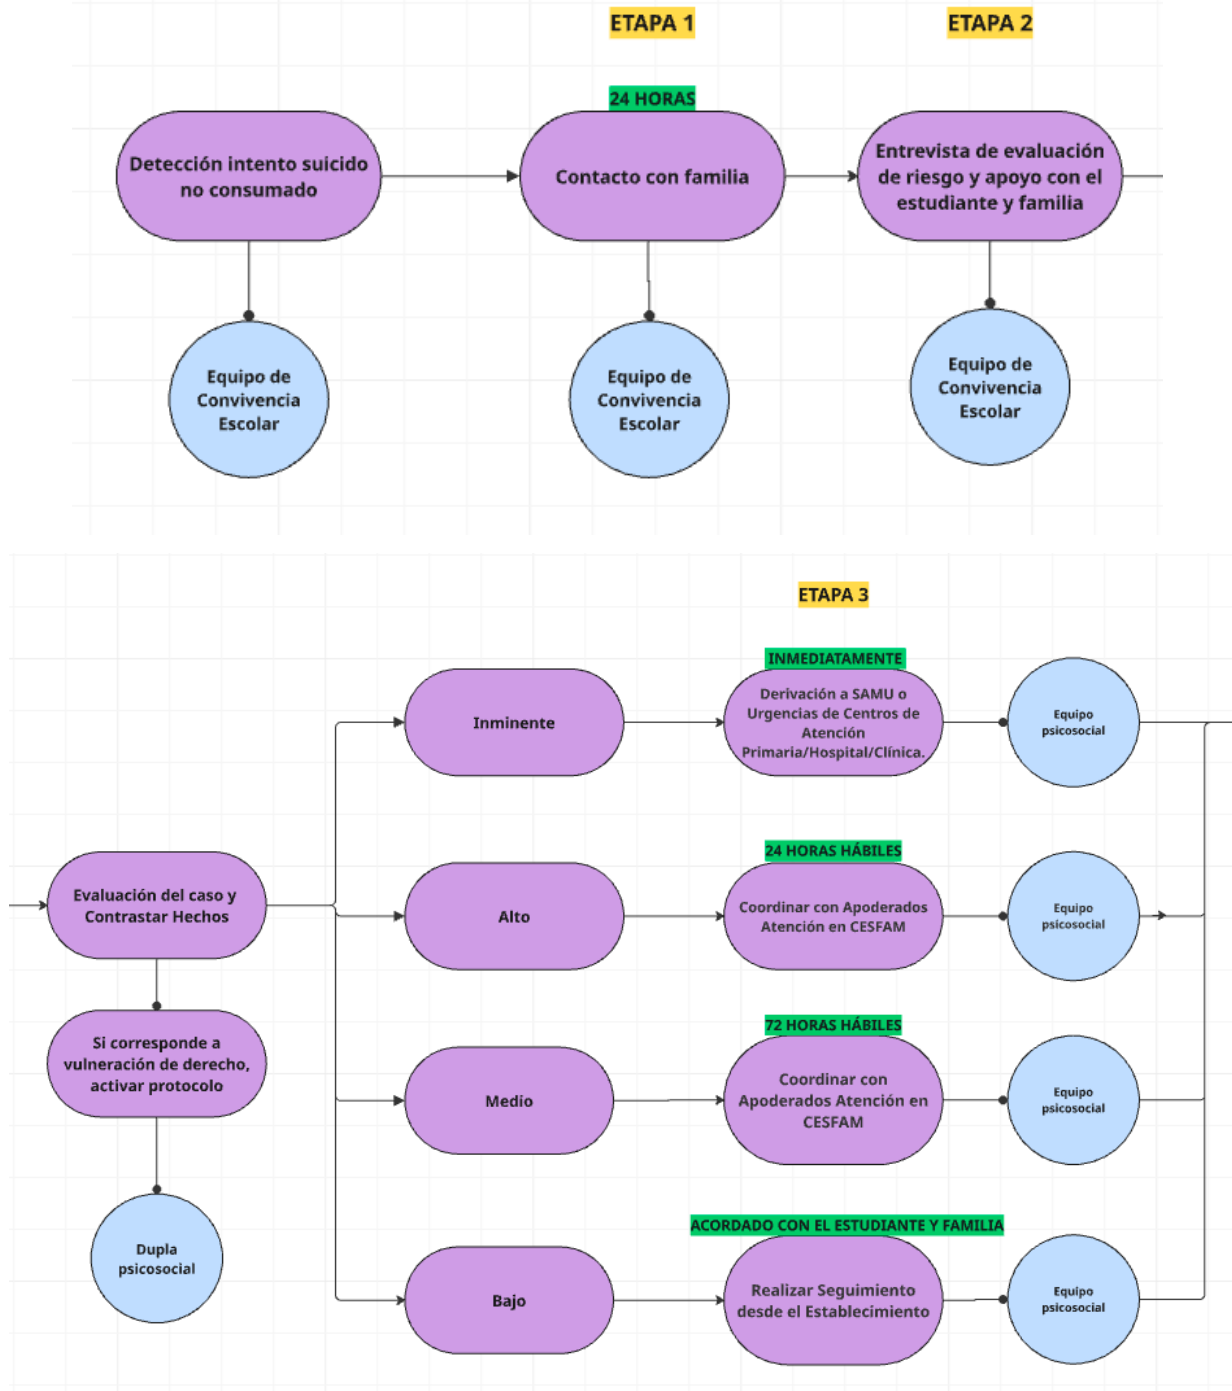 ETAPA 1
ETAPA 2
24 HORAS
Detección intento suicido
no consumado
Contacto con familia
Entrevista de evaluación
de riesgo y apoyo con el
estudiante y familia
Equipo de
Convivencia
Escolar
Equipo de
Convivencia
Escolar
Equipo de
Convivencia
Escolar
ETAPA 3
INMEDIATAMENTE
Inminente
Derivación a SAMU o
Urgencias de Centros de
Atención
Primaria/Hospital/Clínica.
Equipo
psicosocial
Evaluación del caso y
Contrastar Hechos
24 HORAS HÁBILES
Alto
Coordinar con Apoderados
Atención en CESFAM
Equipo
psicosocial
Si corresponde a
vulneración de derecho,
activar protocolo
72 HORAS HÁBILES
Medio
Coordinar con
Apoderados Atención en
CESFAM
Equipo
psicosocial
Dupla
psicosocial
ACORDADO CON EL ESTUDIANTE Y FAMILIA
Bajo
Realizar Seguimiento
desde el Establecimiento
Equipo
psicosocial